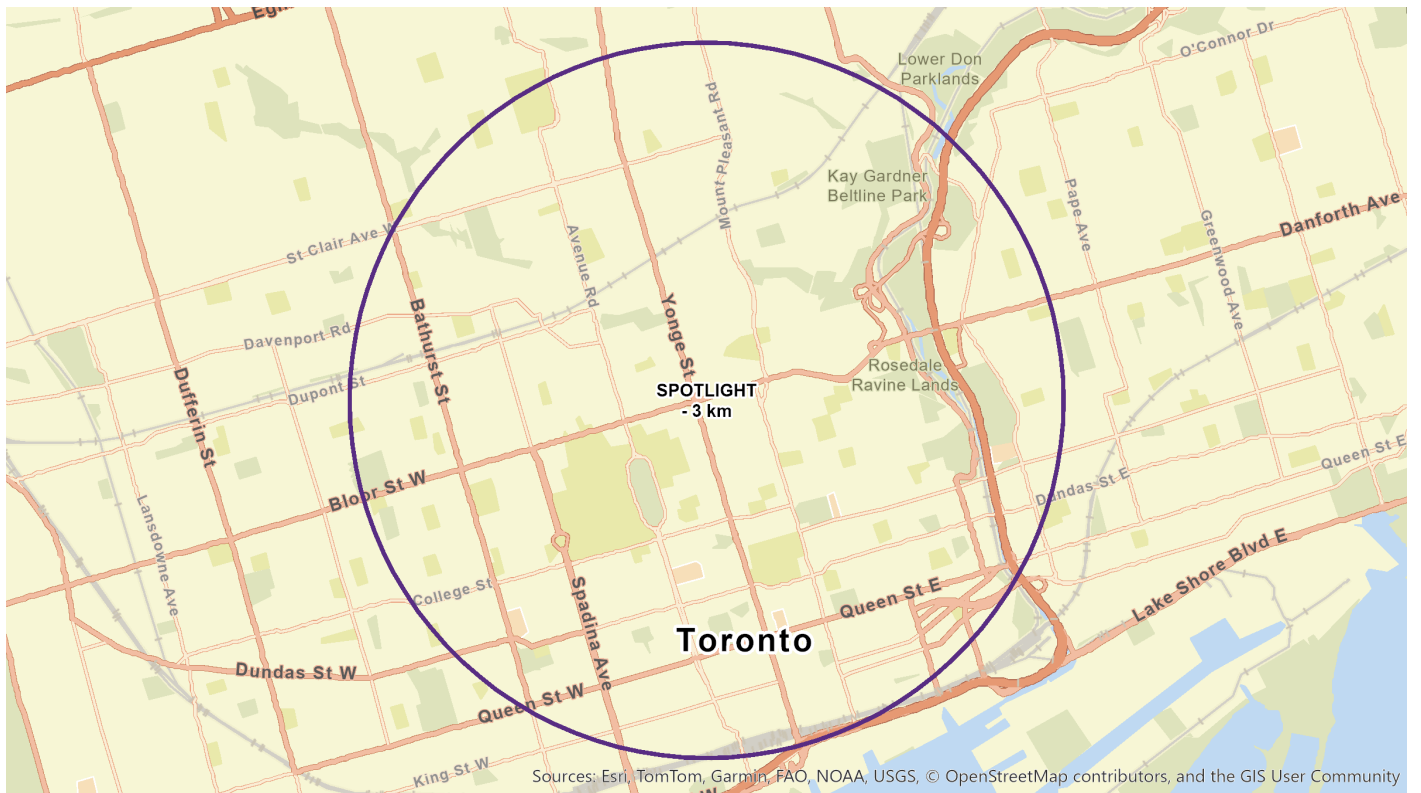 Lower Don
Parklands
O'Connor Dr
Mount Pleasant Rd
Kay Gardner
Beltline Park
Pape Ave
Danforth Ave
Greenwood Ave
St Clair Ave W
Avenue Rd
Bathurst St
Yonge St
Davenport Rd
Dufferin St
Dupont St
Rosedale
Ravine Lands
SPOTLIGHT
- 3 km
Bloor St W
Queen St E
Dundas St E
Lansdowne Ave
College St
Spadina Ave
Queen St E
Lake Shore Blvd E
Toronto
Dundas St W
Queen St W
King St W
Sources: Esri, TomTom, Garmin, FAO, NOAA, USGS, © OpenStreetMap contributors, and the GIS User Community